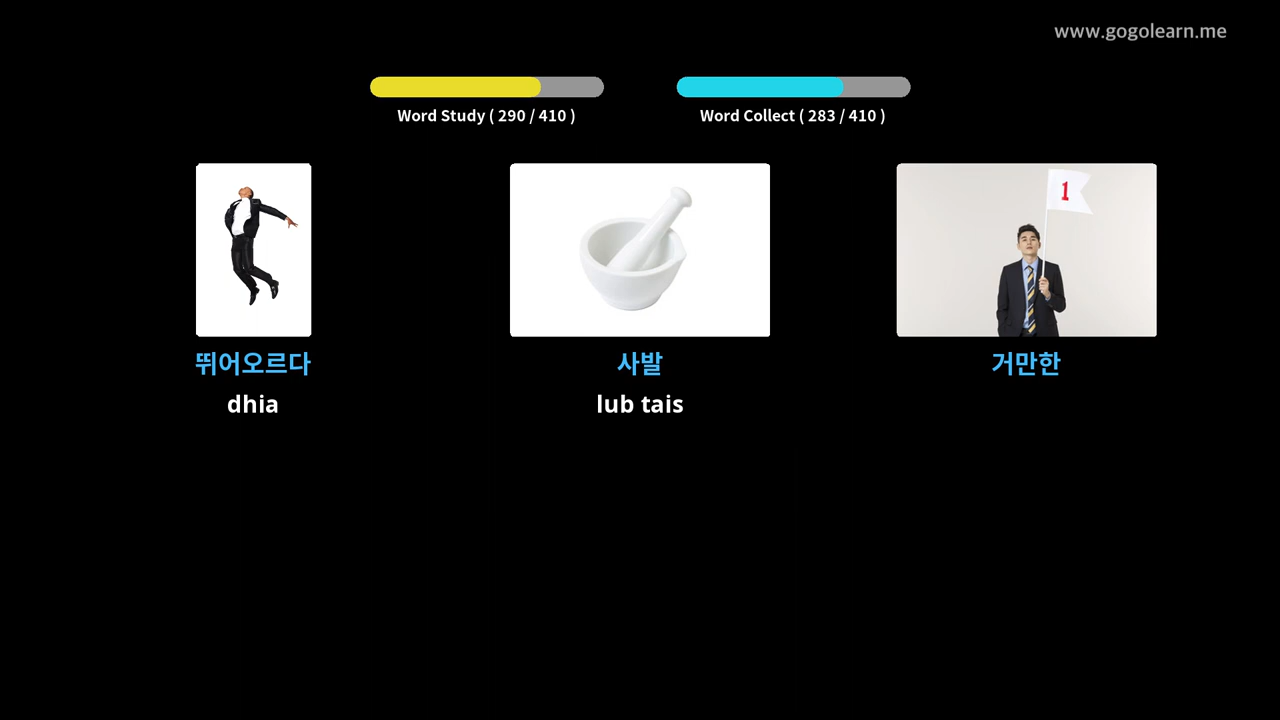 www.gogolearn.me
Word Study ( 290 / 410 )
Word Collect ( 283 / 410 )
1
뛰어오르다
사발
거만한
dhia
lub tais